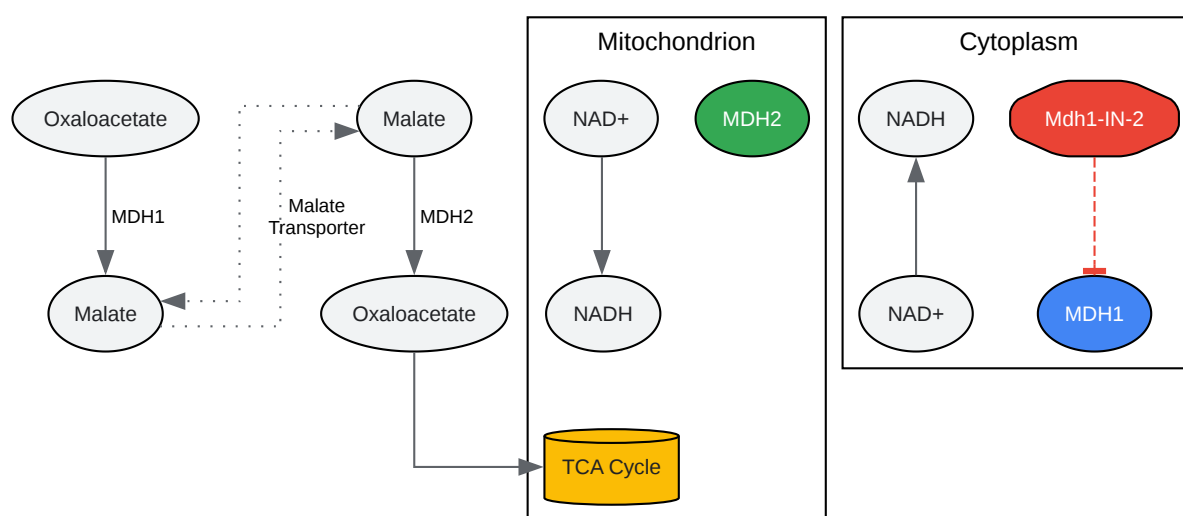 Mitochondrion
Cytoplasm
Oxaloacetate
Malate
NAD+
MDH2
NADH
Mdh1-IN-2
MDH1
Malate
Transporter
MDH2
Malate
Oxaloacetate
NADH
NAD+
MDH1
TCA Cycle